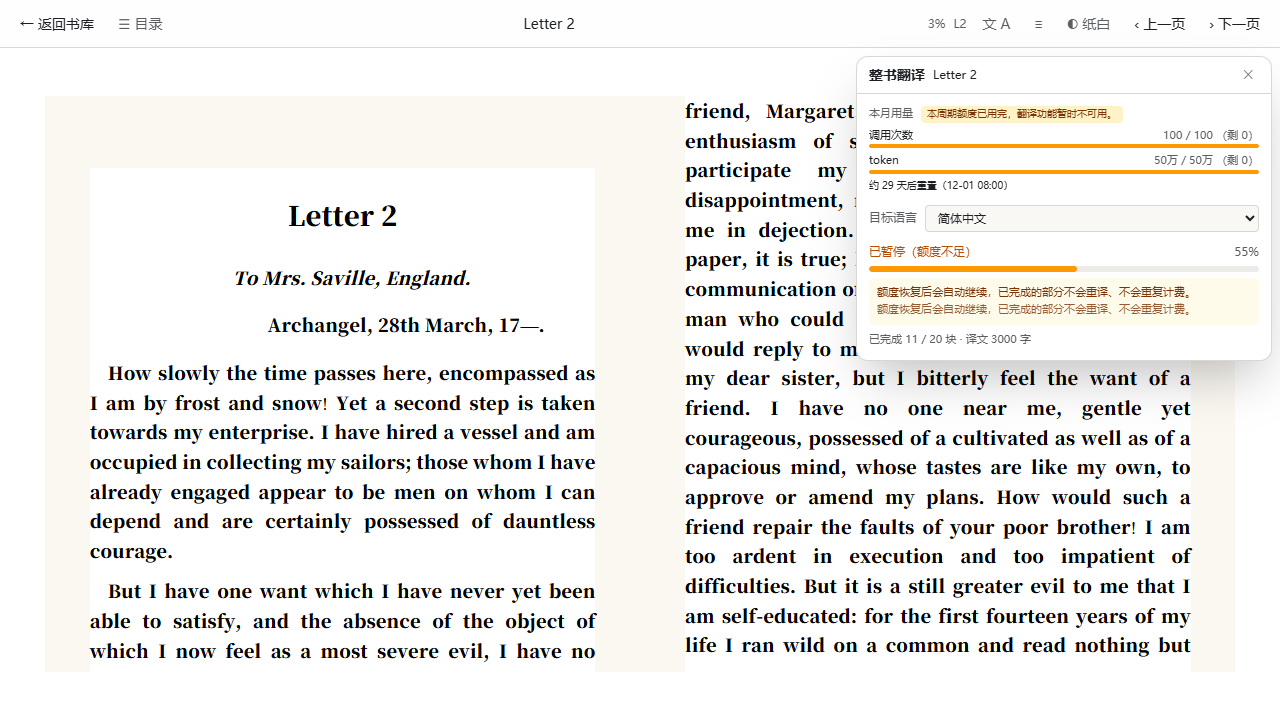 ← 返回书库 ☰ 目录 Letter 2 3% L2 文 A ≡ ◐ 纸白 ‹ 上一页 › 下一页
Letter 2
To Mrs. Saville, England.
Archangel, 28th March, 17—.
How slowly the time passes here, encompassed as
I am by frost and snow! Yet a second step is taken
towards my enterprise. I have hired a vessel and am
occupied in collecting my sailors; those whom I have
already engaged appear to be men on whom I can
depend and are certainly possessed of dauntless
courage.
But I have one want which I have never yet been
able to satisfy, and the absence of the object of
which I now feel as a most severe evil, I have no
friend, Margaret
enthusiasm of
participate my
disappointment,
me in dejection.
paper, it is true;
communication
man who could
would reply to
my dear sister, but I bitterly feel the want of a
friend. I have no one near me, gentle yet
courageous, possessed of a cultivated as well as of a
capacious mind, whose tastes are like my own, to
approve or amend my plans. How would such a
friend repair the faults of your poor brother! I am
too ardent in execution and too impatient of
difficulties. But it is a still greater evil to me that I
am self-educated: for the first fourteen years of my
life I ran wild on a common and read nothing but
整书翻译 Letter 2 ×
本月用量 本周期额度已用完，翻译功能暂时不可用。
调用次数 100 / 100 （剩 0）
token 50万 / 50万 （剩 0）
约 29 天后重置（12-01 08:00）
目标语言 简体中文
已暂停（额度不足） 55%
额度恢复后会自动继续，已完成的部分不会重译、不会重复计费。
额度恢复后会自动继续，已完成的部分不会重译、不会重复计费。
已完成 11 / 20 块 · 译文 3000 字